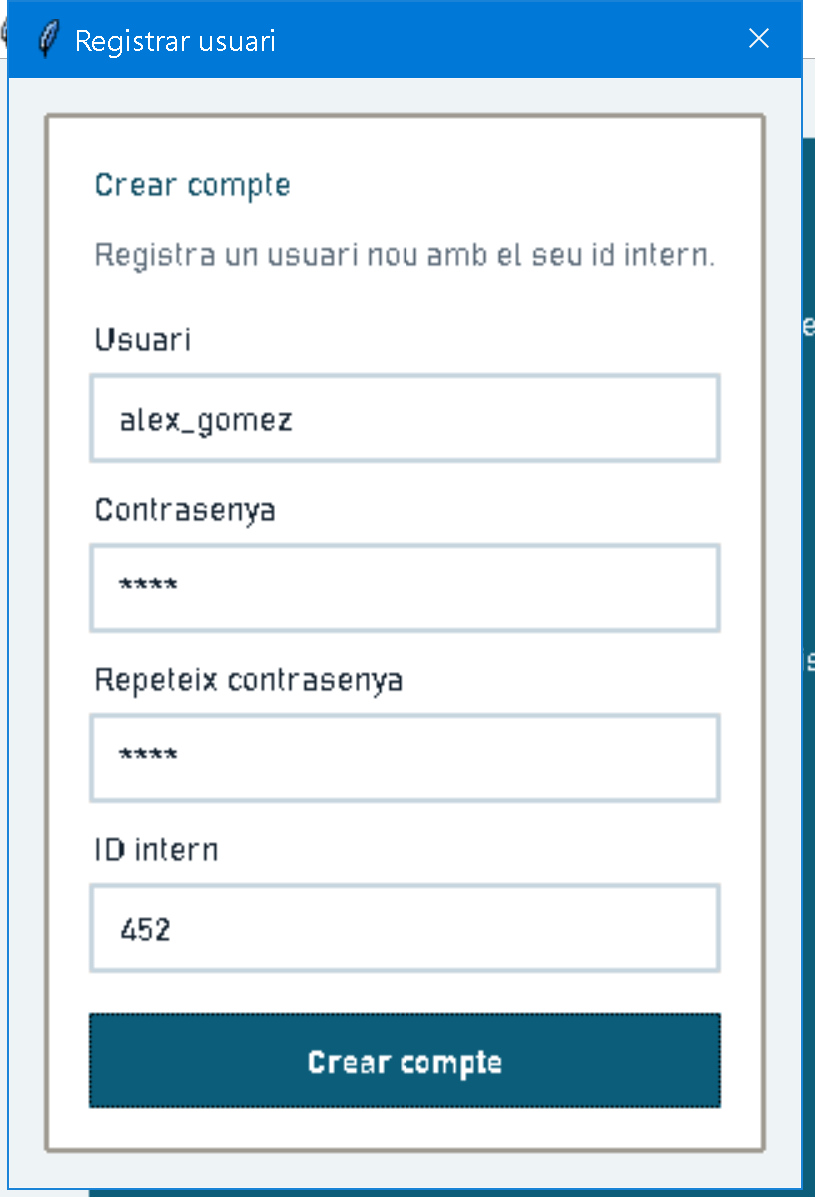 Registrar usuari
Crear compte
Registra un usuari nou amb el seu id intern.
Usuari
alex_gomez
Contrasenya
****
Repeteix contrasenya
****
ID intern
452
Crear compte